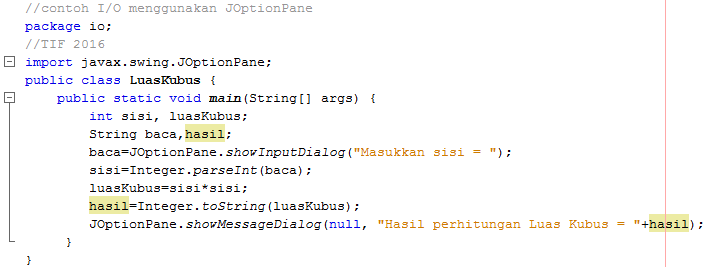 //contoh I/O menggunakan JOptionPane
package io;
//TIF 2016
import javax.swing.JOptionPane;
public class LuasKubus {
    public static void main(String[] args) {
        int sisi, luasKubus;
        String baca,hasil;
        baca=JOptionPane.showInputDialog("Masukkan sisi = ");
        sisi=Integer.parseInt(baca);
        luasKubus=sisi*sisi;
        hasil=Integer.toString(luasKubus);
        JOptionPane.showMessageDialog(null, "Hasil perhitungan Luas Kubus = "+hasil);
     }
}